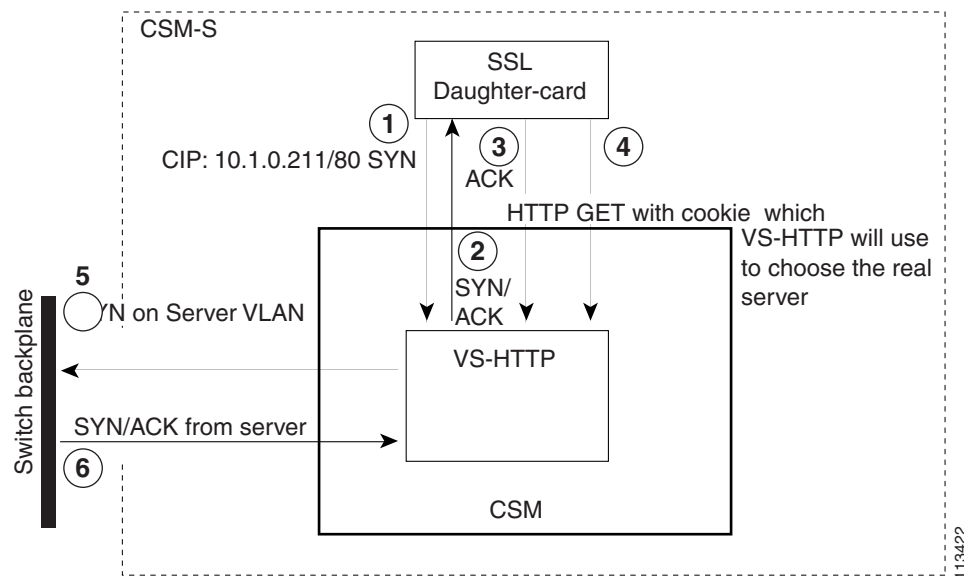 CSM-S
SSL
Daughter-card
1
CIP: 10.1.0.211/80 SYN
3
ACK
4
HTTP GET with cookie which
VS-HTTP will use
to choose the real
server
2
SYN/
ACK
5
YN on Server VLAN
VS-HTTP
Switch backplane
SYN/ACK from server
6
CSM
113422